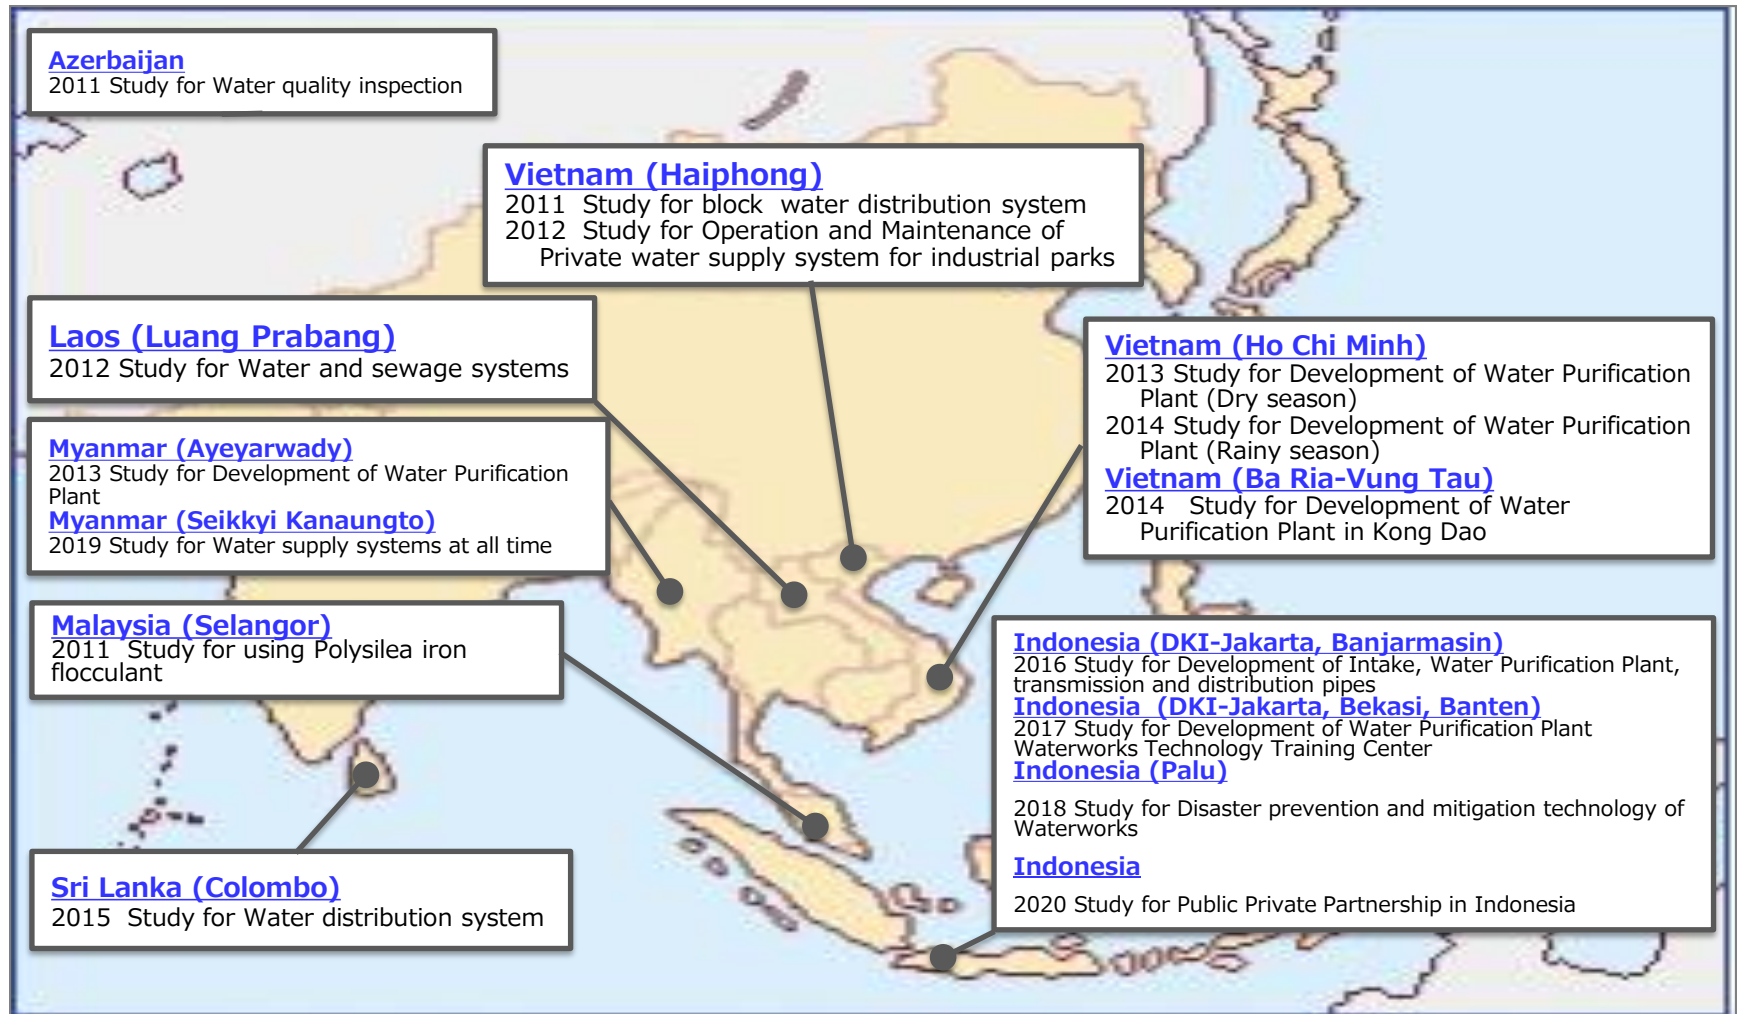 Azerbaijan
2011 Study for Water quality inspection
Vietnam (Haiphong)
2011 Study for block water distribution system
2012 Study for Operation and Maintenance of
Private water supply system for industrial parks
Laos (Luang Prabang)
2012 Study for Water and sewage systems
Vietnam (Ho Chi Minh)
2013 Study for Development of Water Purification
Plant (Dry season)
2014 Study for Development of Water Purification
Plant (Rainy season)
Vietnam (Ba Ria-Vung Tau)
2014 Study for Development of Water
Purification Plant in Kong Dao
Myanmar (Ayeyarwady)
2013 Study for Development of Water Purification
Plant
Myanmar (Seikkyi Kanaungto)
2019 Study for Water supply systems at all time
Malaysia (Selangor)
2011 Study for using Polysilea iron
flocculant
Indonesia (DKI-Jakarta, Banjarmasin)
2016 Study for Development of Intake, Water Purification Plant,
transmission and distribution pipes
Indonesia (DKI-Jakarta, Bekasi, Banten)
2017 Study for Development of Water Purification Plant
Waterworks Technology Training Center
Indonesia (Palu)
2018 Study for Disaster prevention and mitigation technology of
Waterworks
Indonesia
2020 Study for Public Private Partnership in Indonesia
Sri Lanka (Colombo)
2015 Study for Water distribution system